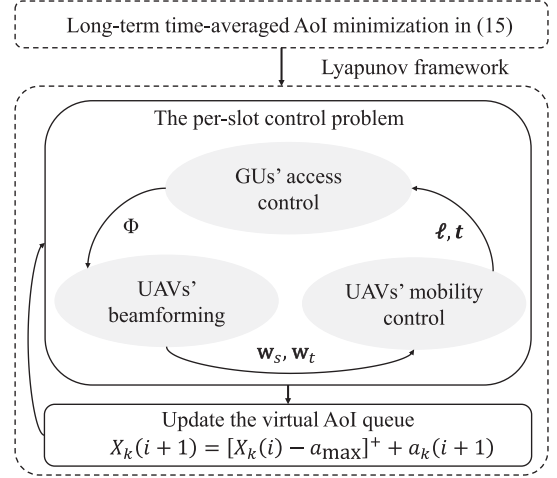 Long-term time-averaged AoI minimization in (15)
Lyapunov framework
The per-slot control problem
GUs’ access
control
Φ
ℓ, t
UAVs’
beamforming
UAVs’ mobility
control
w_s, w_t
Update the virtual AoI queue
X_k(i + 1) = [X_k(i) − a_max]^+ + a_k(i + 1)